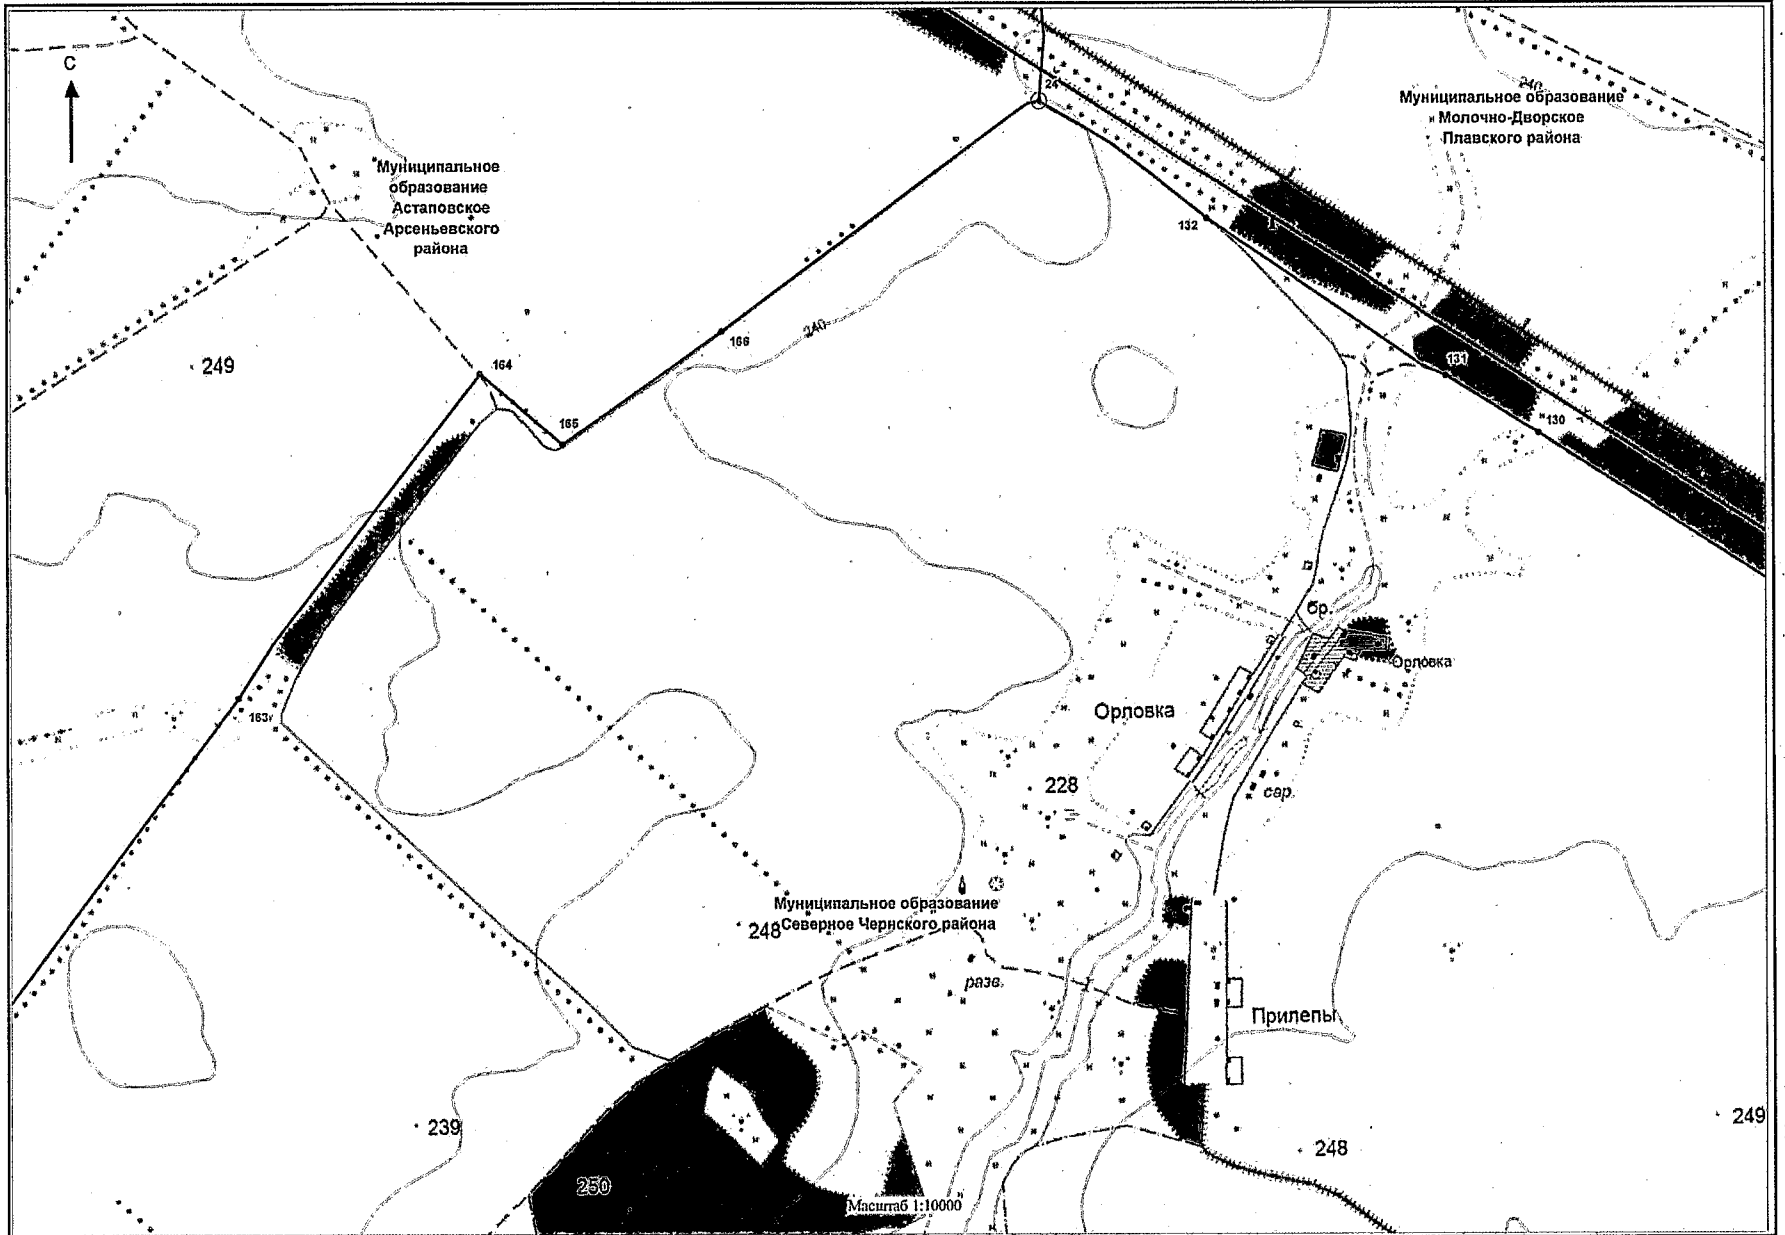 С
24
240
Муниципальное образование
Молочно-Дворское
Плавского района
Муниципальное
образование
Астаповское
Арсеньевского
района
132
166
240
249
164
131
165
130
бр.
Орловка
163
Орловка
228
сар.
Муниципальное образование
Северное Чернского района
248
разв.
Прилепы
239
249
248
250
Масштаб 1:10000